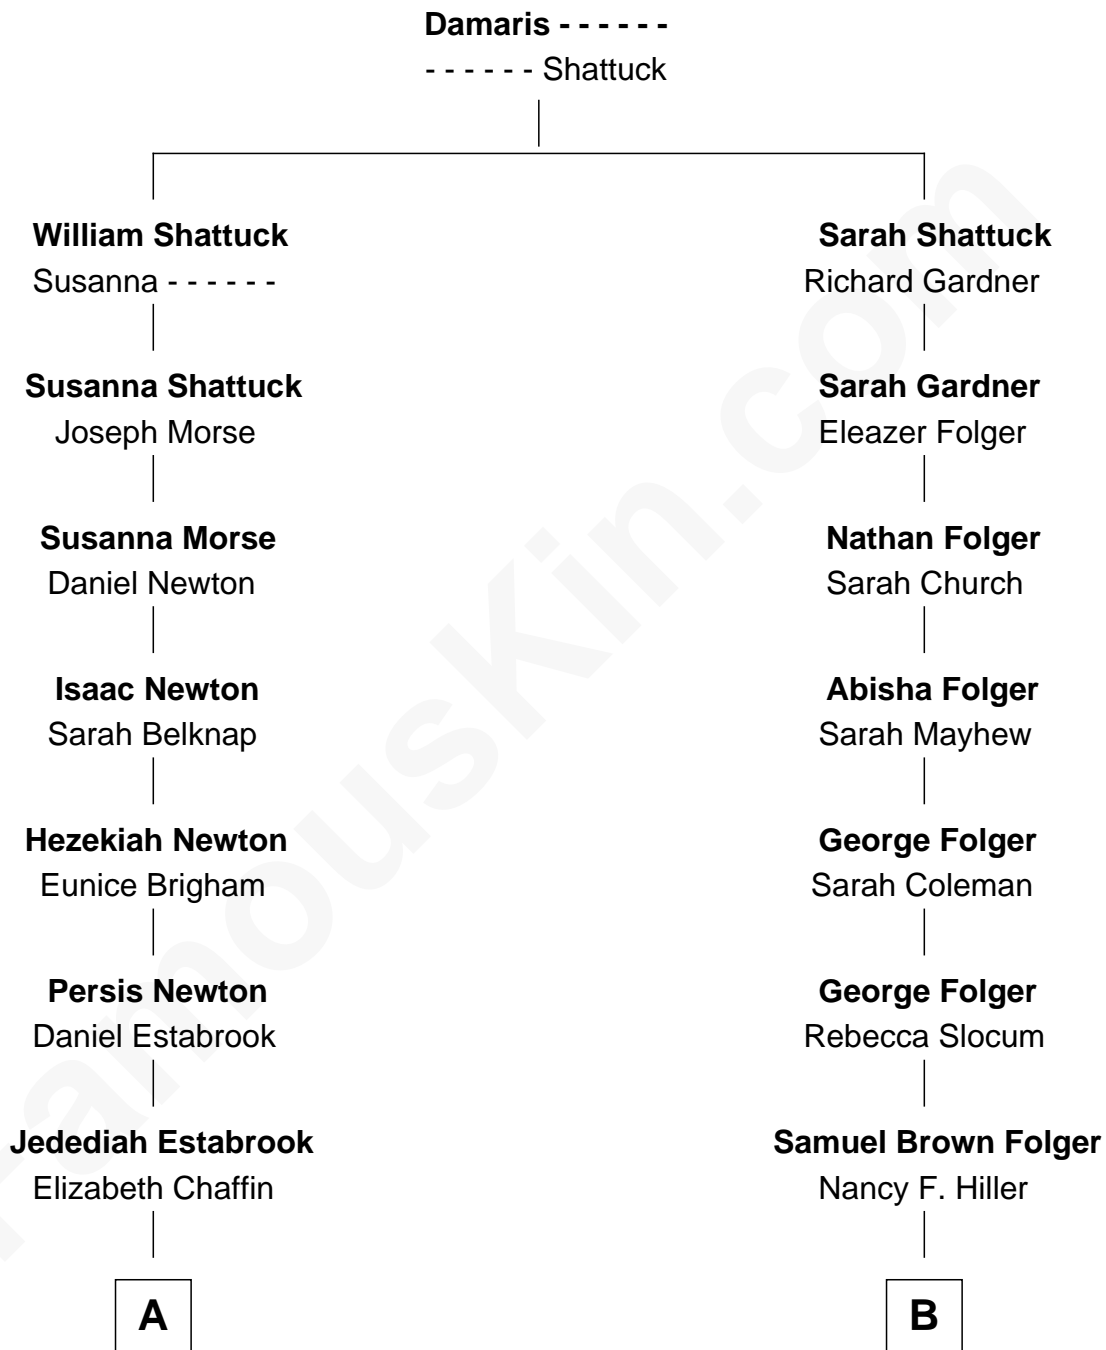 Damaris - - - - - -
- - - - - - Shattuck
William Shattuck
Susanna - - - - - -
Susanna Shattuck
Joseph Morse
Susanna Morse
Daniel Newton
Isaac Newton
Sarah Belknap
Hezekiah Newton
Eunice Brigham
Persis Newton
Daniel Estabrook
Jedediah Estabrook
Elizabeth Chaffin
A
Sarah Shattuck
Richard Gardner
Sarah Gardner
Eleazer Folger
Nathan Folger
Sarah Church
Abisha Folger
Sarah Mayhew
George Folger
Sarah Coleman
George Folger
Rebecca Slocum
Samuel Brown Folger
Nancy F. Hiller
B
FamousKin.com